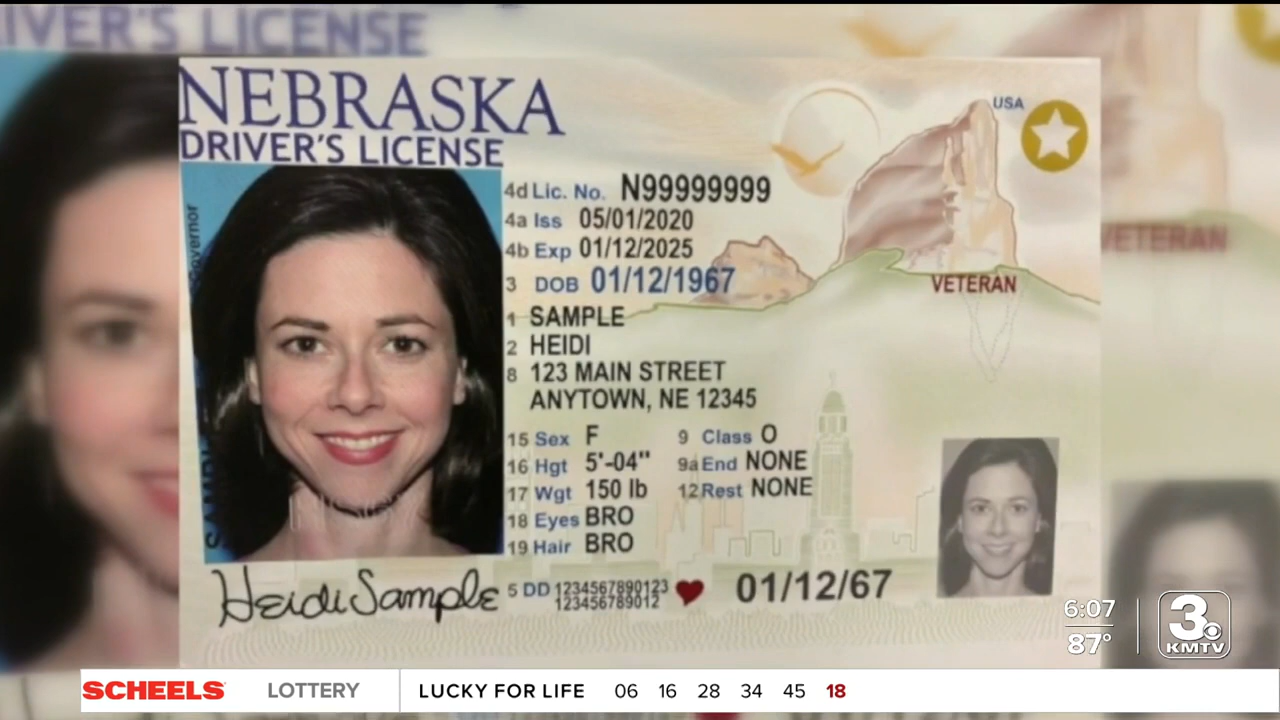 IVER'S LICENSE
NEBRASKA
DRIVER'S LICENSE
USA
Governor
4d Lic. No. N99999999
4a Iss 05/01/2020
4b Exp 01/12/2025
3 DOB 01/12/1967
VETERAN
VETERAN
1 SAMPLE
2 HEIDI
8 123 MAIN STREET
ANYTOWN, NE 12345
15 Sex F 9 Class O
16 Hgt 5'-04" 9a End NONE
17 Wgt 150 lb 12 Rest NONE
18 Eyes BRO
19 Hair BRO
Heidi Sample
5 DD 1234567890123
123456789012
01/12/67
6:07
87°
3
KMTV
SCHEELS LOTTERY LUCKY FOR LIFE 06 16 28 34 45 18